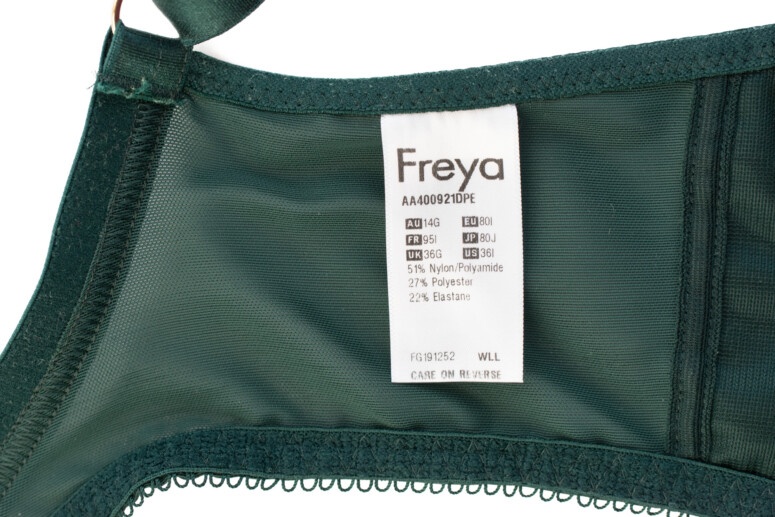 Freya
AA400921DPE
AU 14G EU 80I
FR 95I JP 80J
UK 36G US 36I
51% Nylon/Polyamide
27% Polyester
22% Elastane
FG191252 WLL
CARE ON REVERSE